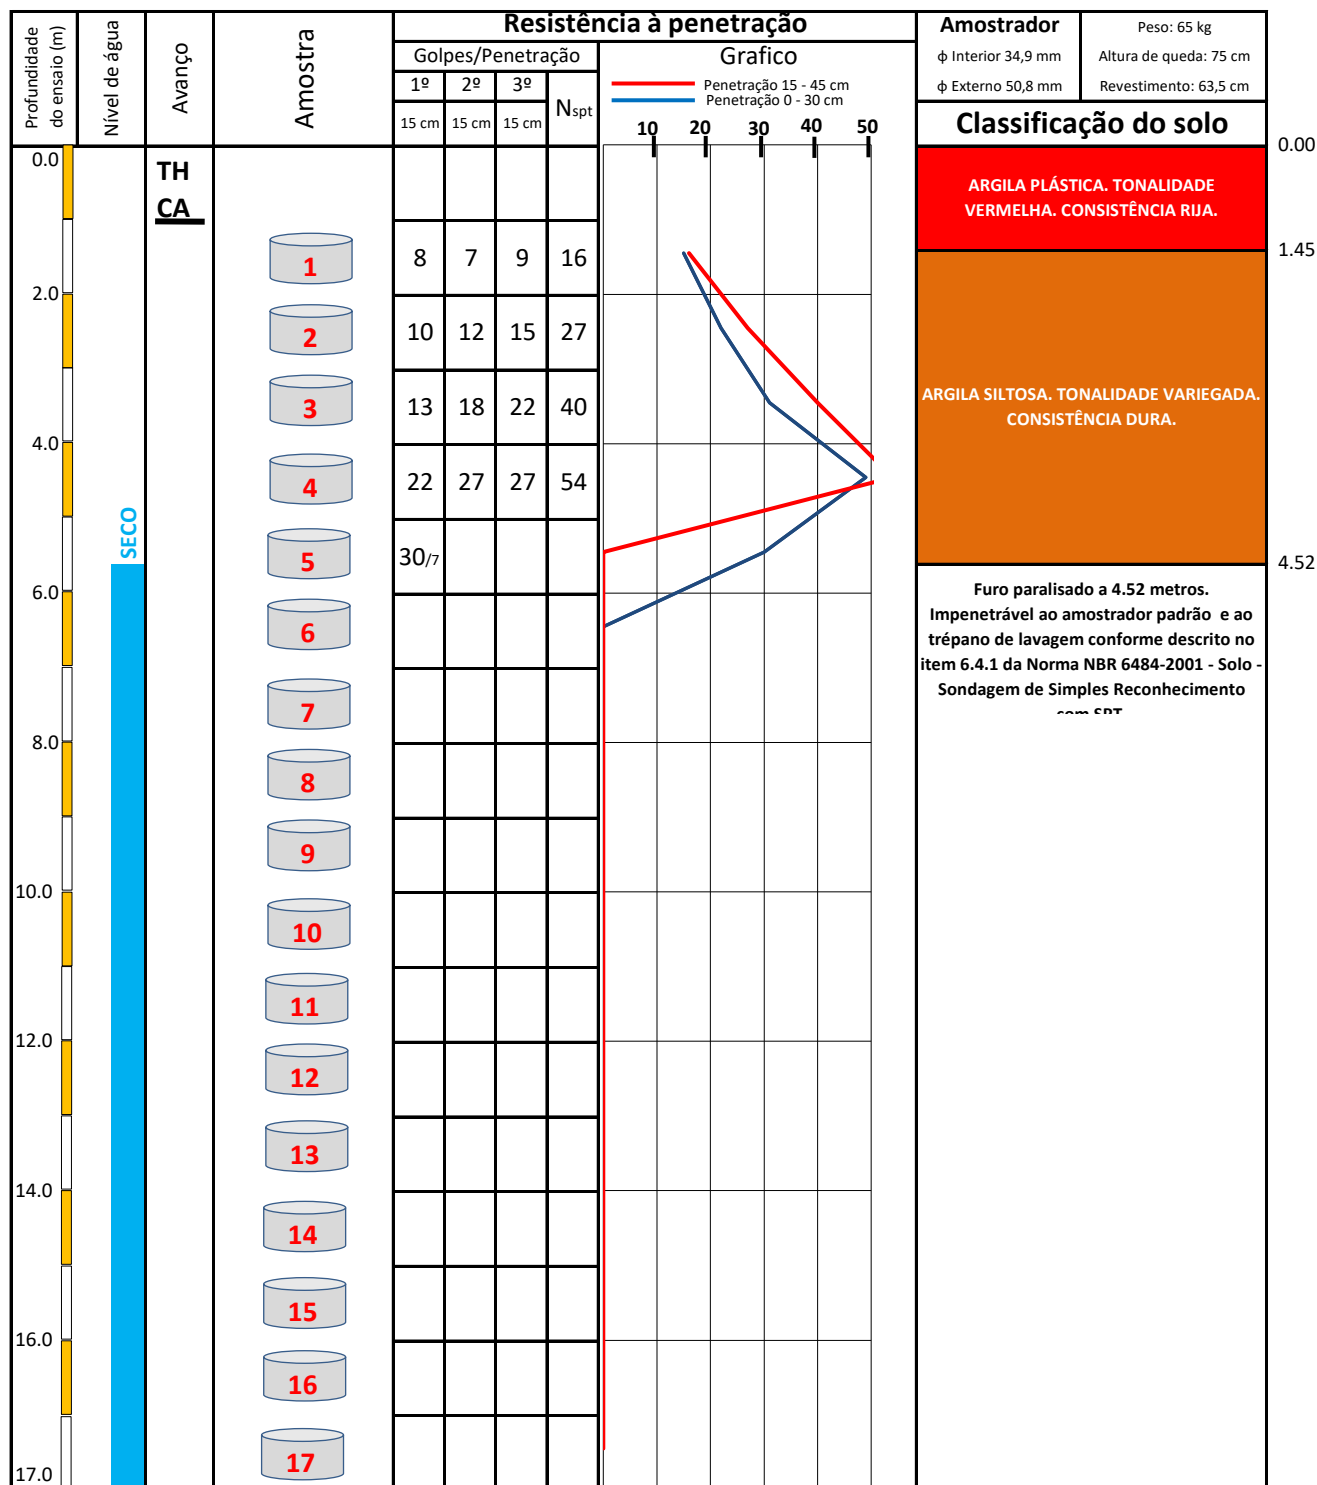 Profundidade
do ensaio (m)
Nível de água
Avanço
Amostra
Resistência à penetração
Golpes/Penetração
1º 2º 3º
Nspt
15 cm 15 cm 15 cm
Grafico
Penetração 15 - 45 cm
Penetração 0 - 30 cm
10 20 30 40 50
Amostrador
ϕ Interior 34,9 mm
ϕ Externo 50,8 mm
Peso: 65 kg
Altura de queda: 75 cm
Revestimento: 63,5 cm
Classificação do solo
0.00
0.0
TH
CA
ARGILA PLÁSTICA. TONALIDADE
VERMELHA. CONSISTÊNCIA RIJA.
1.45
1 8 7 9 16
2.0
2 10 12 15 27
3 13 18 22 40
ARGILA SILTOSA. TONALIDADE VARIEGADA.
CONSISTÊNCIA DURA.
4.0
4 22 27 27 54
SECO
5 30/7
4.52
6.0
6
Furo paralisado a 4.52 metros.
Impenetrável ao amostrador padrão e ao
trépano de lavagem conforme descrito no
item 6.4.1 da Norma NBR 6484-2001 - Solo -
Sondagem de Simples Reconhecimento
com SPT
7
8.0
8
9
10.0
10
11
12.0
12
13
14.0
14
15
16.0
16
17
17.0